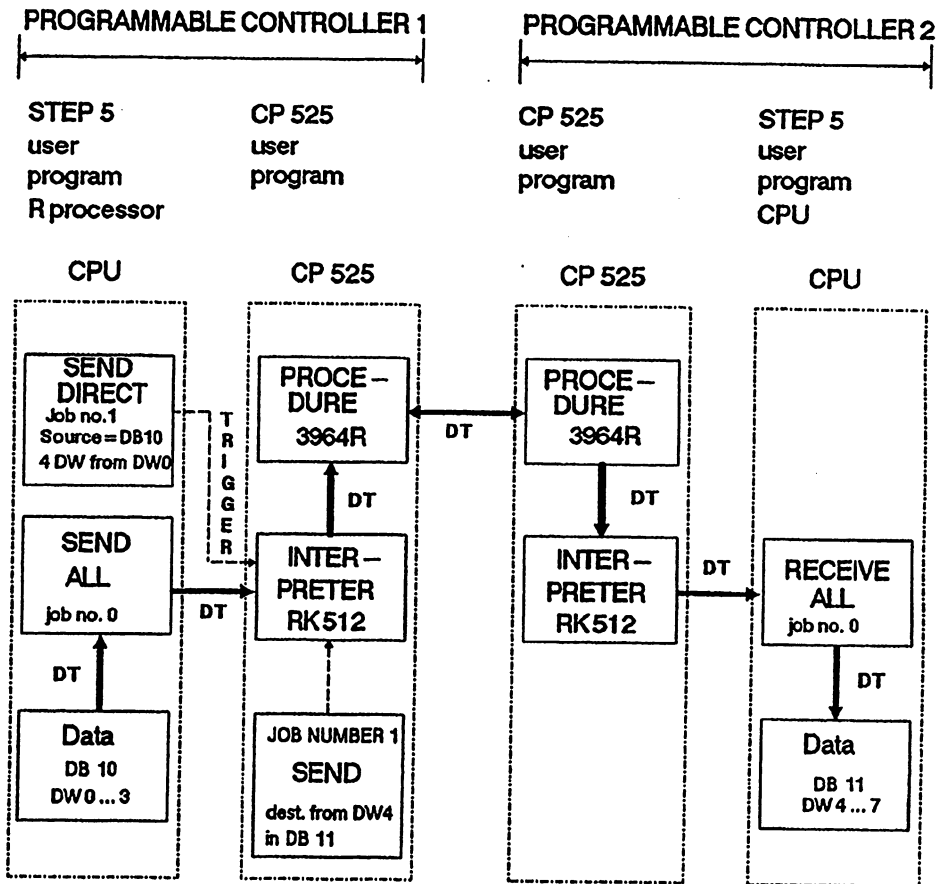 PROGRAMMABLE CONTROLLER 1
PROGRAMMABLE CONTROLLER 2
STEP 5
user
program
R processor
CP 525
user
program
CP 525
user
program
STEP 5
user
program
CPU
CPU
CP 525
CP 525
CPU
SEND
DIRECT
Job no.1
Source=DB10
4 DW from DW0
TRIGGER
PROCE-
DURE
3964R
DT
PROCE-
DURE
3964R
DT
DT
SEND
ALL
job no. 0
DT
INTER-
PRETER
RK512
INTER-
PRETER
RK512
DT
RECEIVE
ALL
job no. 0
DT
DT
Data
DB 10
DW 0 ... 3
JOB NUMBER 1
SEND
dest. from DW4
in DB 11
Data
DB 11
DW 4 ... 7